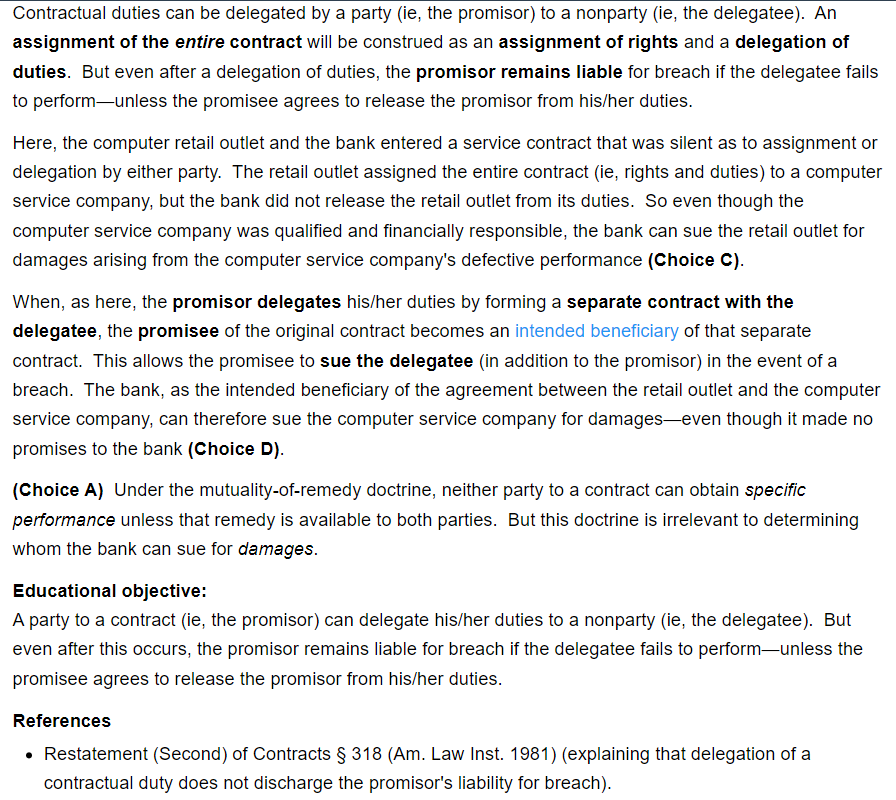 Contractual duties can be delegated by a party (ie, the promisor) to a nonparty (ie, the delegatee).  An
assignment of the entire contract will be construed as an assignment of rights and a delegation of
duties.  But even after a delegation of duties, the promisor remains liable for breach if the delegatee fails
to perform—unless the promisee agrees to release the promisor from his/her duties.
Here, the computer retail outlet and the bank entered a service contract that was silent as to assignment or
delegation by either party.  The retail outlet assigned the entire contract (ie, rights and duties) to a computer
service company, but the bank did not release the retail outlet from its duties.  So even though the
computer service company was qualified and financially responsible, the bank can sue the retail outlet for
damages arising from the computer service company's defective performance (Choice C).
When, as here, the promisor delegates his/her duties by forming a separate contract with the
delegatee, the promisee of the original contract becomes an intended beneficiary of that separate
contract.  This allows the promisee to sue the delegatee (in addition to the promisor) in the event of a
breach.  The bank, as the intended beneficiary of the agreement between the retail outlet and the computer
service company, can therefore sue the computer service company for damages—even though it made no
promises to the bank (Choice D).
(Choice A)  Under the mutuality-of-remedy doctrine, neither party to a contract can obtain specific
performance unless that remedy is available to both parties.  But this doctrine is irrelevant to determining
whom the bank can sue for damages.
Educational objective:
A party to a contract (ie, the promisor) can delegate his/her duties to a nonparty (ie, the delegatee).  But
even after this occurs, the promisor remains liable for breach if the delegatee fails to perform—unless the
promisee agrees to release the promisor from his/her duties.
References
• Restatement (Second) of Contracts § 318 (Am. Law Inst. 1981) (explaining that delegation of a
contractual duty does not discharge the promisor's liability for breach).